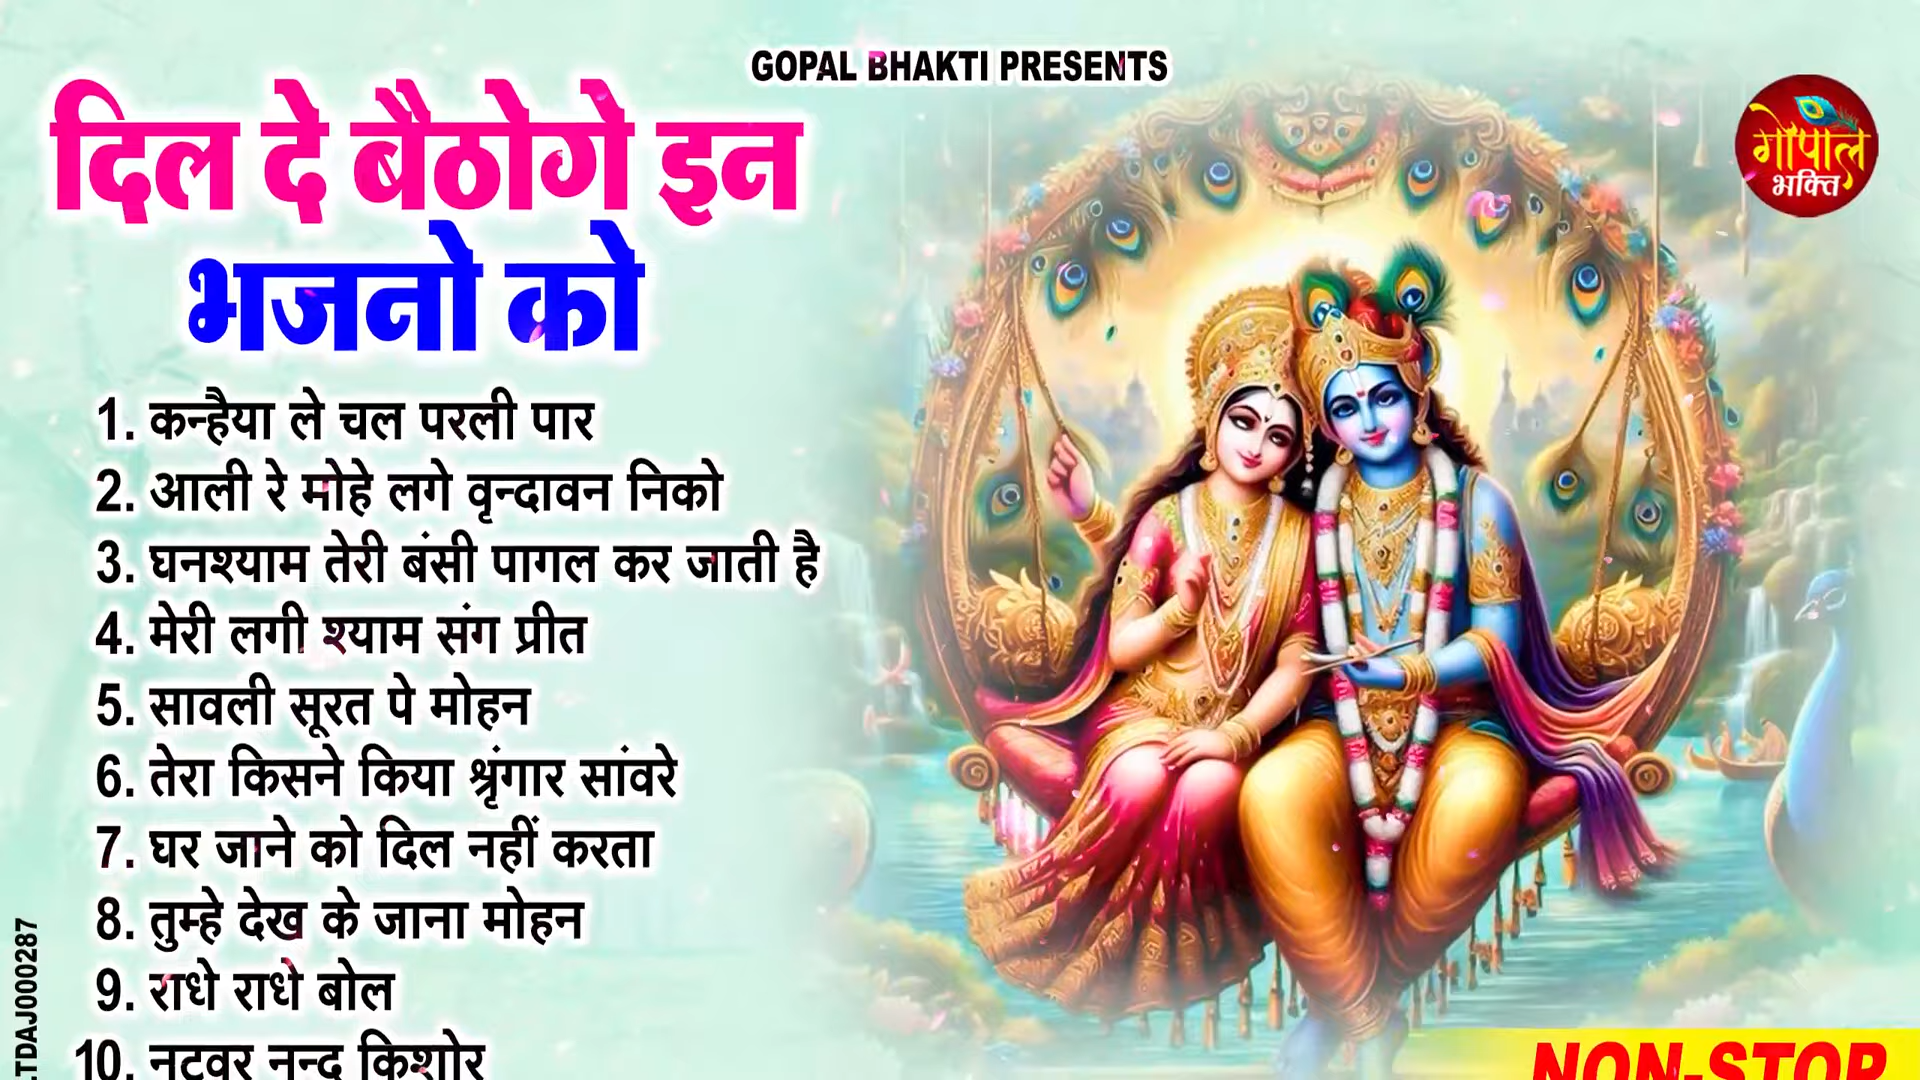 GOPAL BHAKTI PRESENTS
दिल दे बैठोगे इन
भजनो को
गोपाल
भक्ति
1. कन्हैया ले चल परली पार
2. आली रे मोहे लगे वृन्दावन निको
3. घनश्याम तेरी बंसी पागल कर जाती है
4. मेरी लगी श्याम संग प्रीत
5. सावली सूरत पे मोहन
6. तेरा किसने किया श्रृंगार सांवरे
7. घर जाने को दिल नहीं करता
8. तुम्हे देख के जाना मोहन
9. राधे राधे बोल
10. नटवर नन्द किशोर
LTDAJ000287
NON-STOP